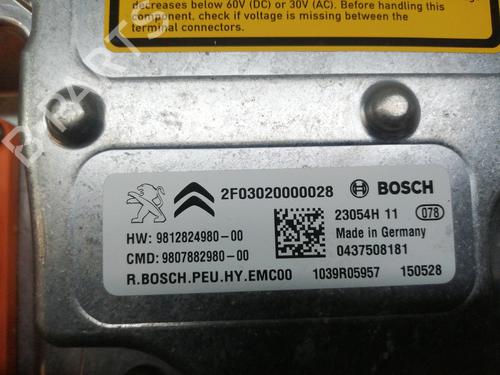 decreases below 60V (DC) or 30V (AC). Before handling this
component, check if voltage is missing between the
terminal connectors.
B-PARTS
2F03020000028 BOSCH
23054H 11 078
HW: 9812824980-00 Made in Germany
CMD: 9807882980-00 0437508181
R.BOSCH.PEU.HY.EMC00 1039R05957 150528